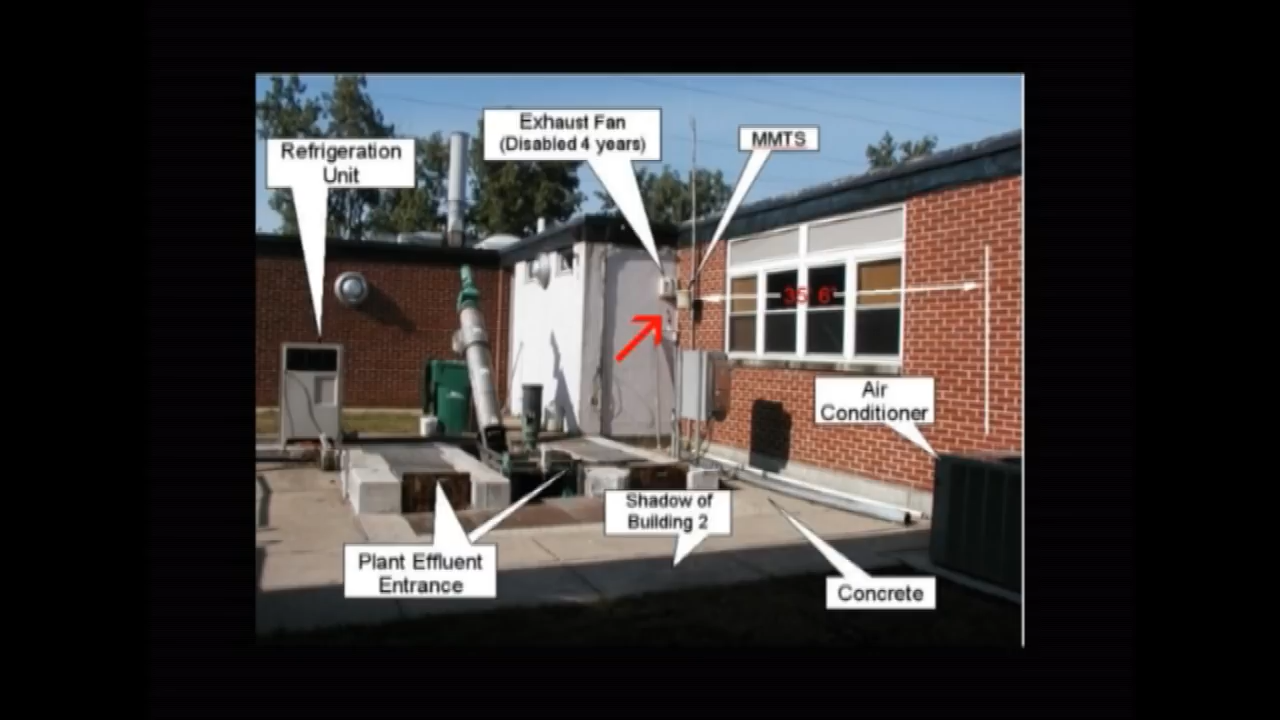 Exhaust Fan
(Disabled 4 years)
MMTS
Refrigeration
Unit
35' 6"
Air
Conditioner
Shadow of
Building 2
Plant Effluent
Entrance
Concrete